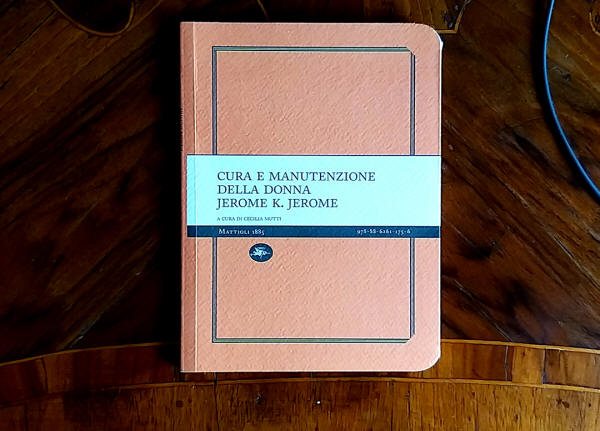 CURA E MANUTENZIONE
DELLA DONNA
JEROME K. JEROME
A CURA DI CECILIA MUTTI
MATTIOLI 1885
978-88-6261-175-6